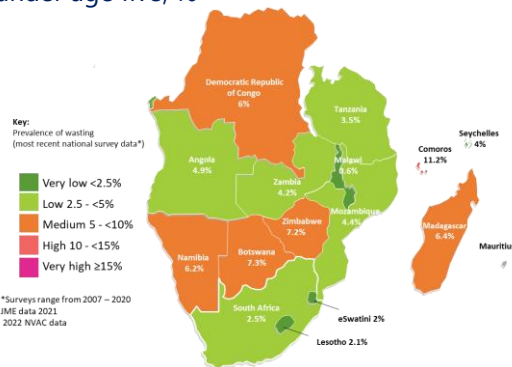 under age five, %
Democratic Republic
of Congo
6%
Tanzania
3.5%
Key:
Prevalence of wasting
(most recent national survey data*)
Seychelles
4%
Comoros
11.2%
Angola
4.9%
Malawi
0.6%
Zambia
4.2%
Very low <2.5%
Low 2.5 - <5%
Medium 5 - <10%
High 10 - <15%
Very high ≥15%
Mozambique
4.4%
Zimbabwe
7.2%
Madagascar
6.4%
Mauritiu
Namibia
6.2%
Botswana
7.3%
*Surveys range from 2007 – 2020
JME data 2021
2022 NVAC data
South Africa
2.5%
eSwatini 2%
Lesotho 2.1%